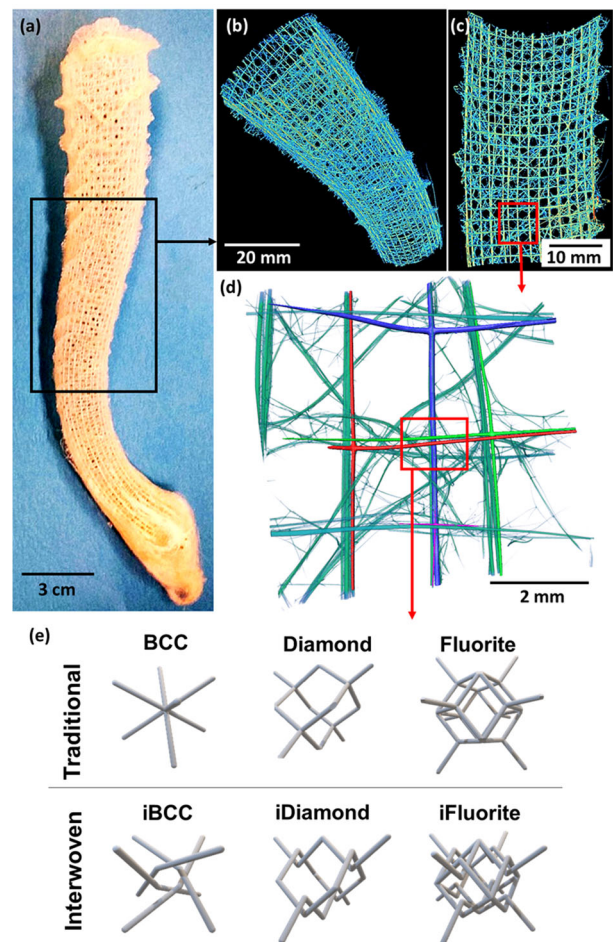 (a)
(b)
(c)
20 mm
10 mm
(d)
3 cm
2 mm
(e)
BCC
Diamond
Fluorite
Traditional
iBCC
iDiamond
iFluorite
Interwoven